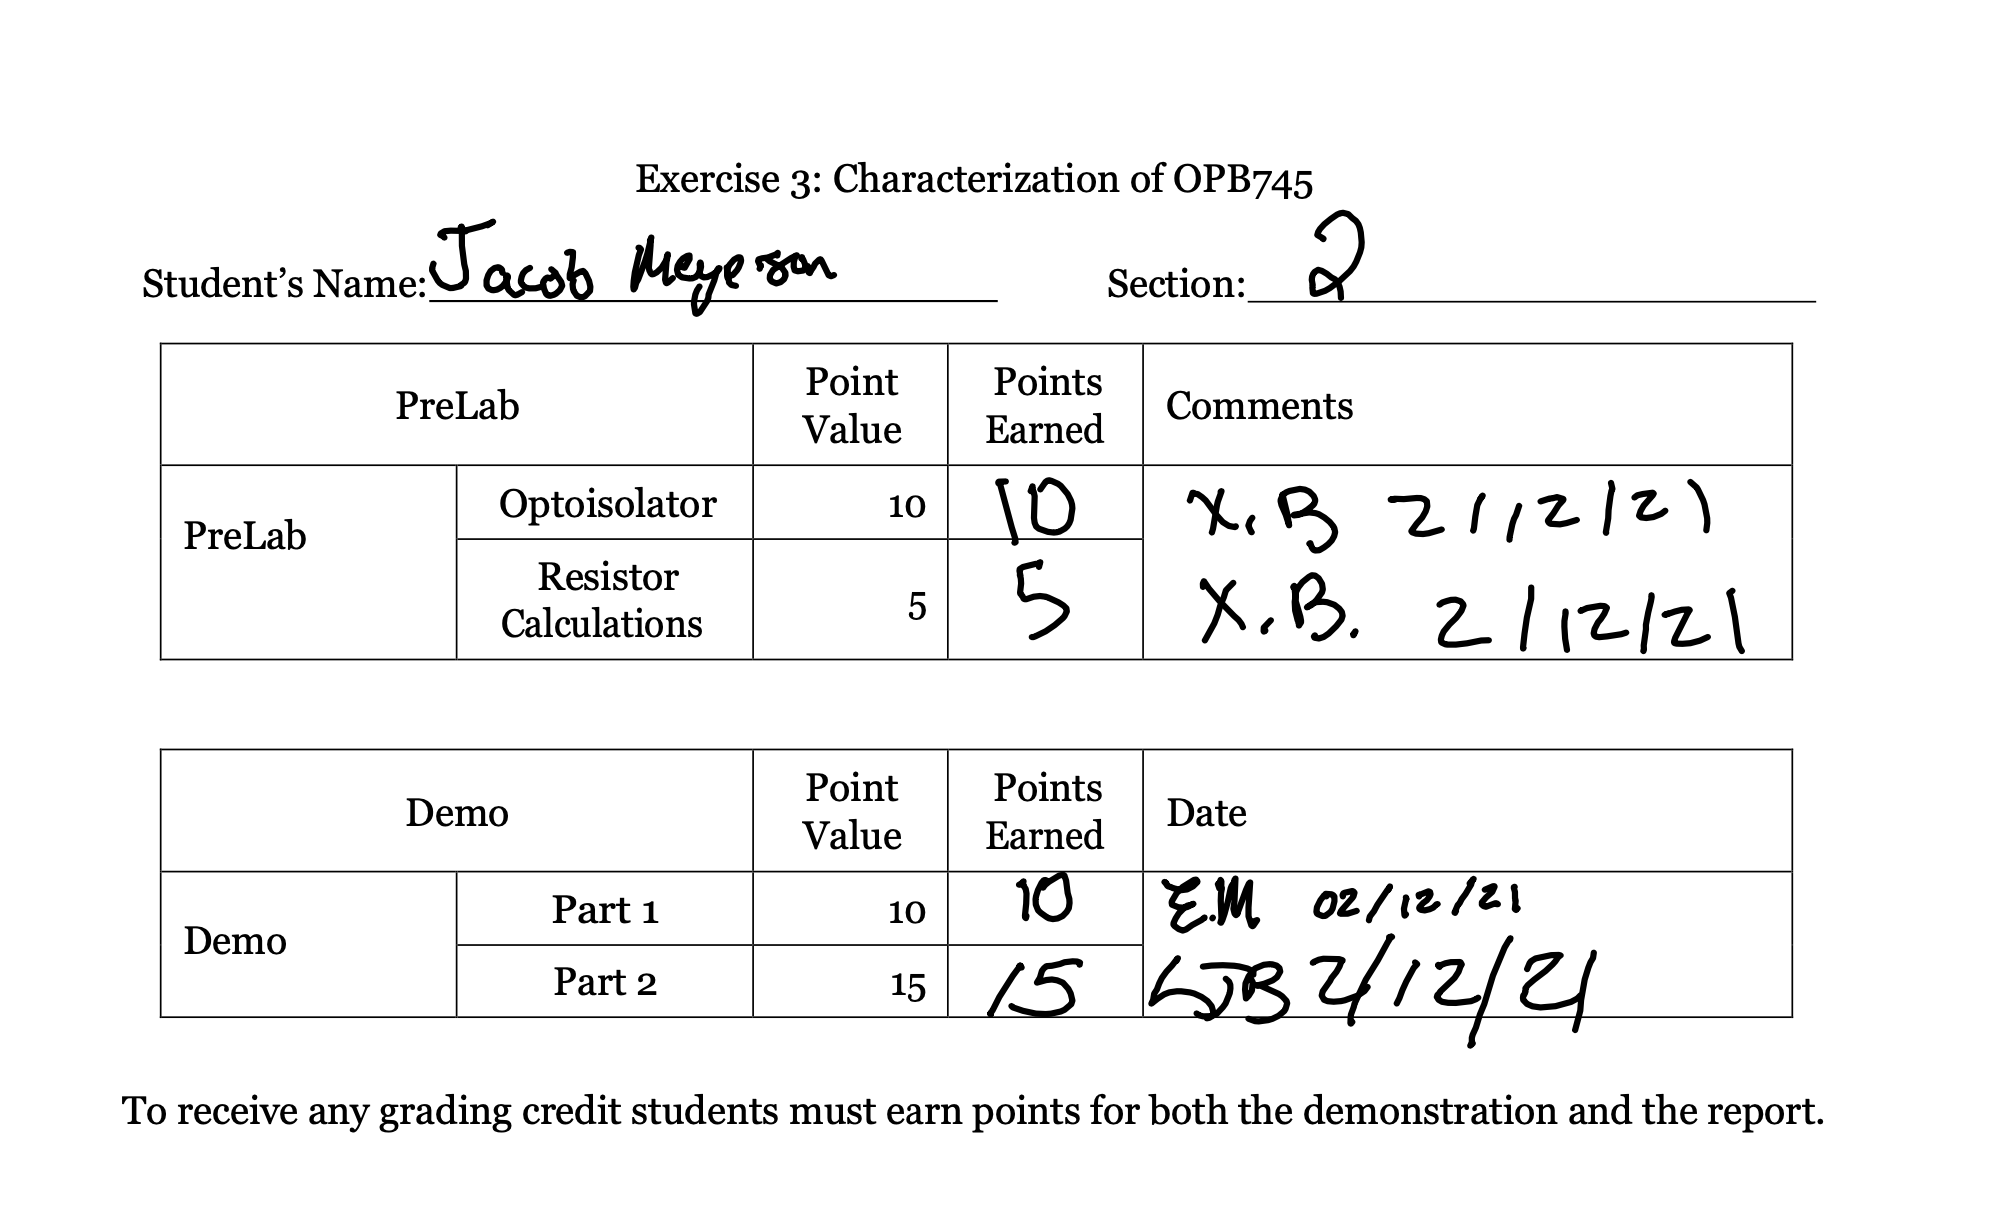 Exercise 3: Characterization of OPB745
Student's Name: Jacob Meyerson Section: 2
PreLab Point Value Points Earned Comments
PreLab Optoisolator 10 10 X.B 2/12/21
Resistor Calculations 5 5 X.B. 2/12/21
Demo Point Value Points Earned Date
Demo Part 1 10 10 E.M 02/12/21
Part 2 15 15 LJB 2/12/21
To receive any grading credit students must earn points for both the demonstration and the report.